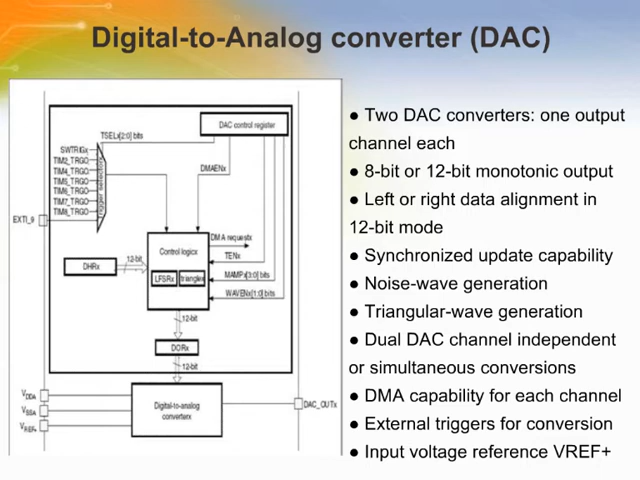 Digital-to-Analog converter (DAC)
DAC control register
TSELx[2:0] bits
SWTRIGx
TIM2_TRGO
TIM4_TRGO
TIM5_TRGO
TIM6_TRGO
TIM7_TRGO
TIM8_TRGO
EXTI_9
Trigger selectorx
DMAENx
DMA requestx
Control logicx
TENx
MAMPx[3:0] bits
WAVENx[1:0] bits
LFSRx
trianglex
DHRx
12-bit
12-bit
DORx
12-bit
VDDA
VSSA
VREF+
Digital-to-analog
converterx
DAC_OUTx
● Two DAC converters: one output
channel each
● 8-bit or 12-bit monotonic output
● Left or right data alignment in
12-bit mode
● Synchronized update capability
● Noise-wave generation
● Triangular-wave generation
● Dual DAC channel independent
or simultaneous conversions
● DMA capability for each channel
● External triggers for conversion
● Input voltage reference VREF+